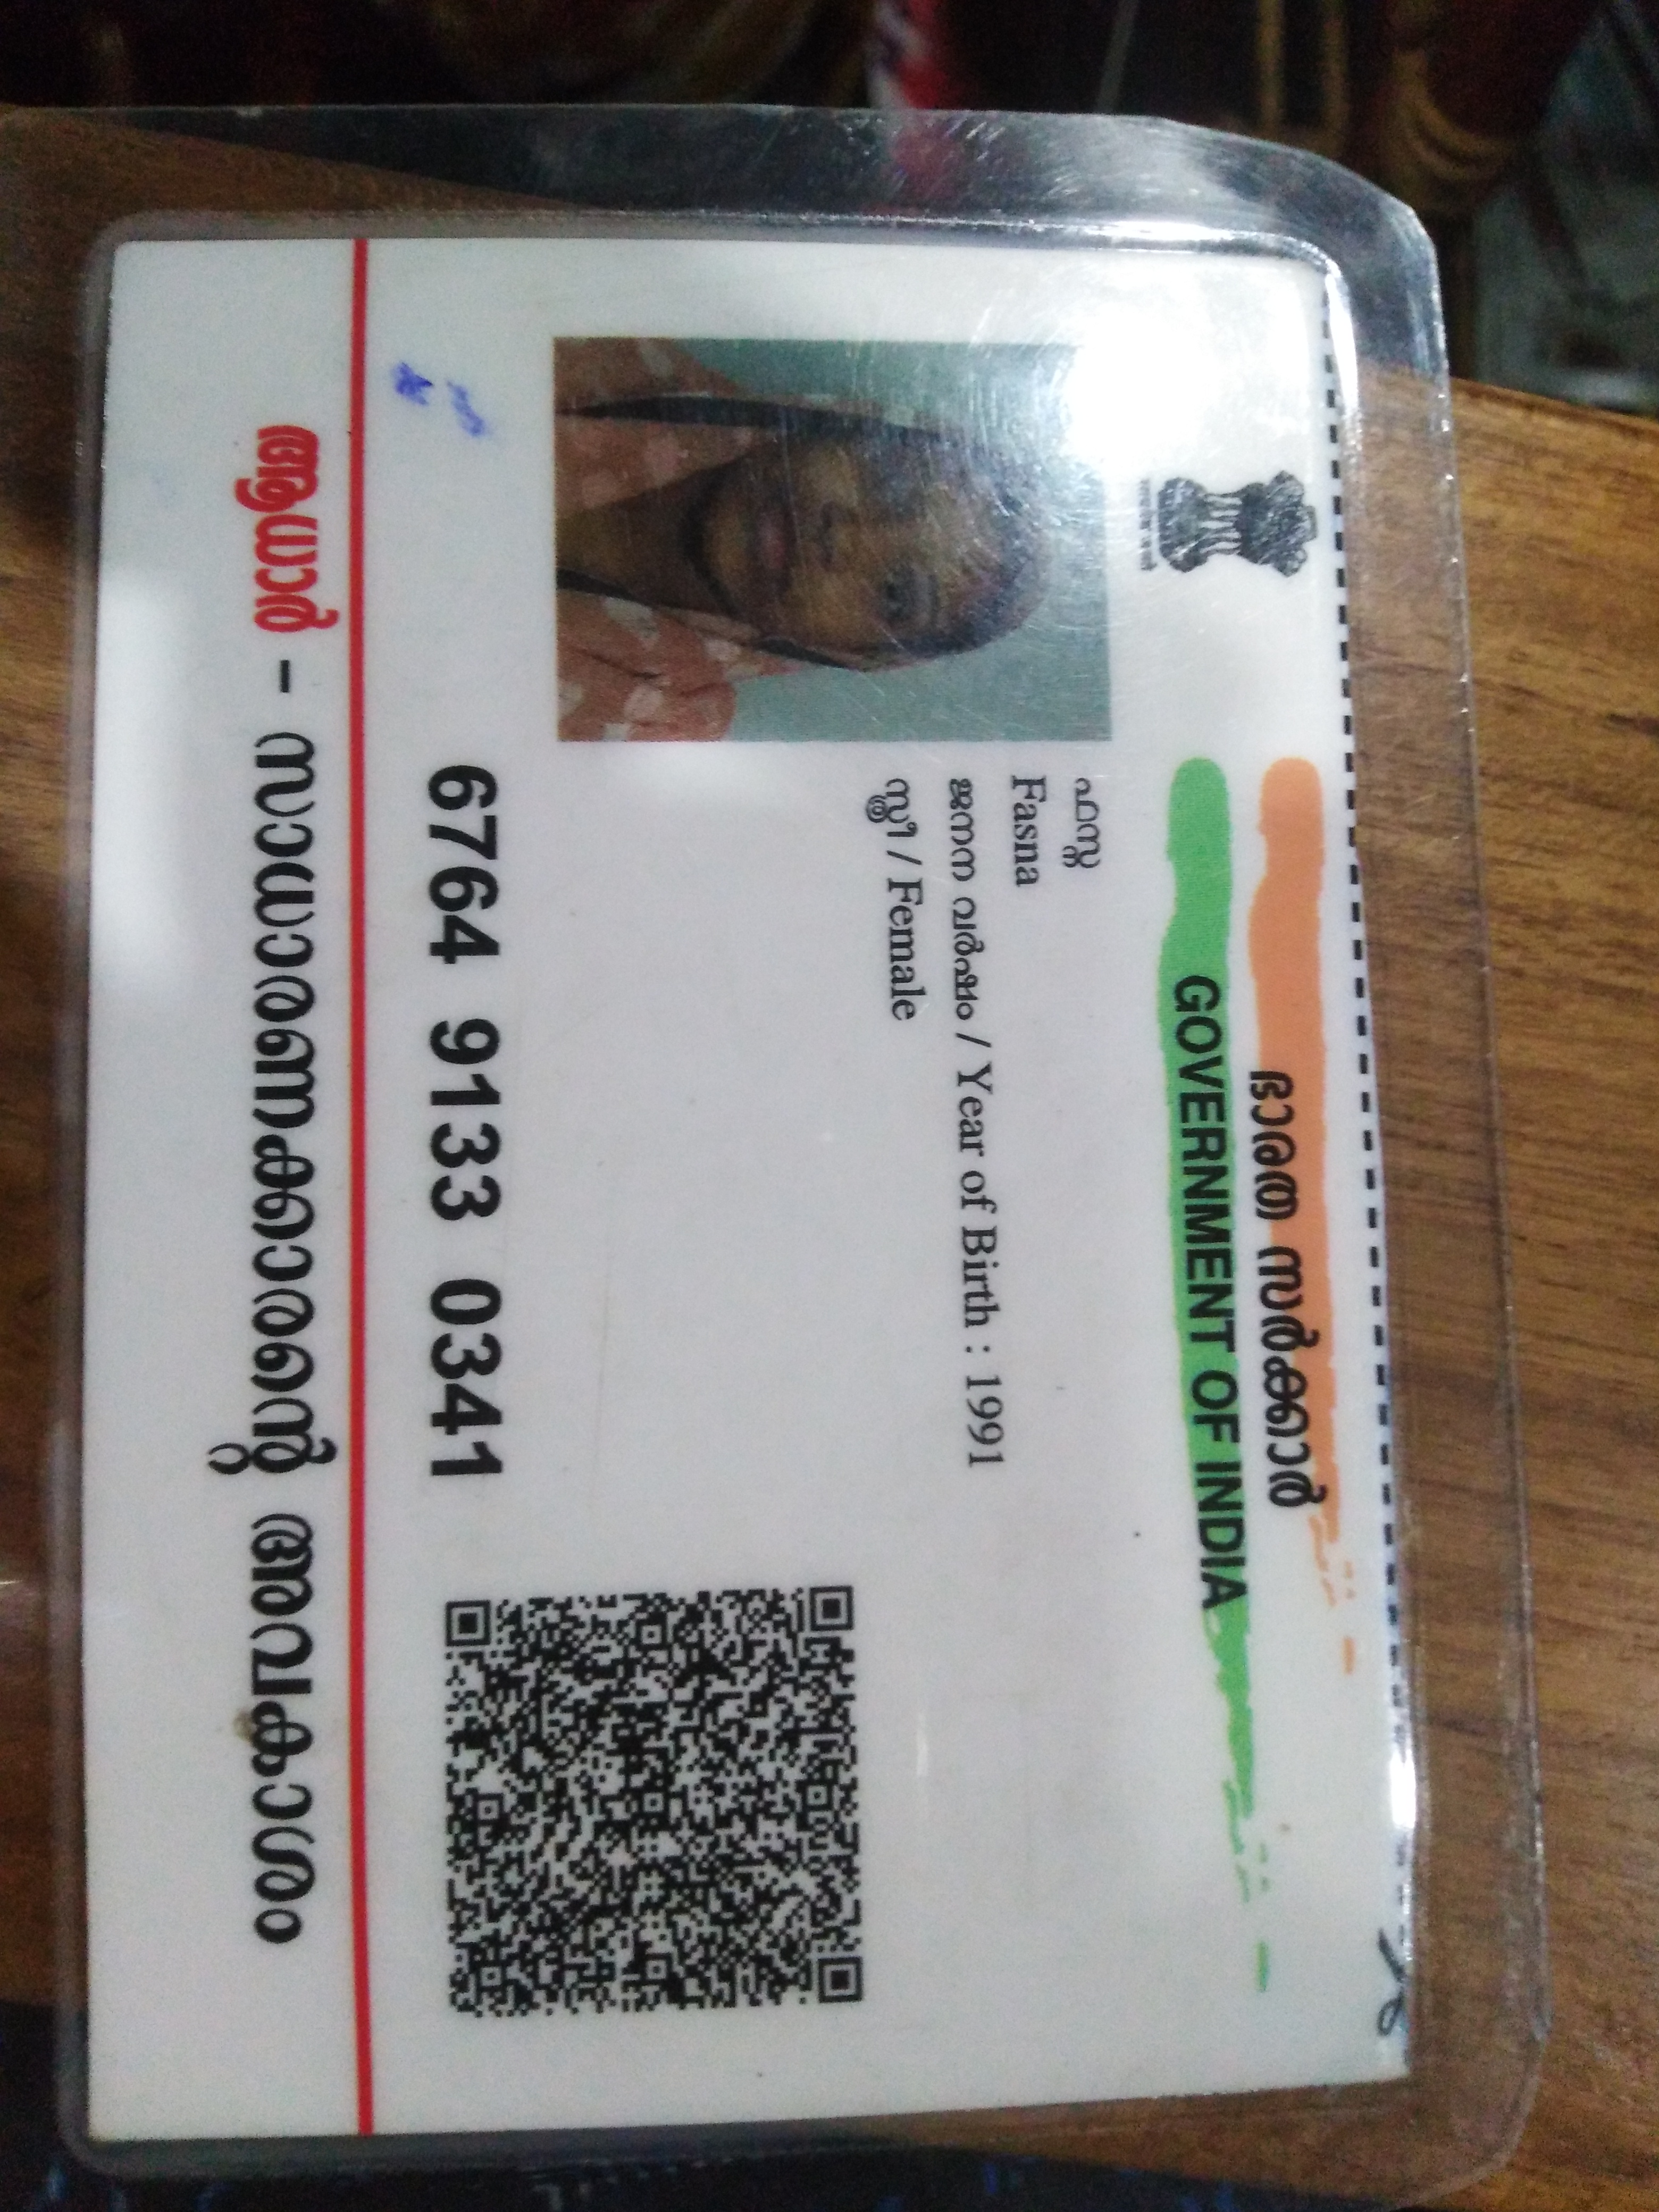 ഭാരത സർക്കാർ
GOVERNMENT OF INDIA
ഫസ്ന
Fasna
ജനന വർഷം / Year of Birth : 1991
സ്ത്രീ / Female
6764 9133 0341
ആധാർ - സാധാരണക്കാരന്റെ അവകാശം